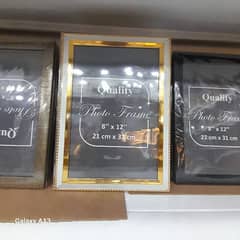 Quality
Photo Frame
8" x 12"
21 cm x 31 cm
Quality
Photo Frame
8" x 12"
21 cm x 31 cm
Galaxy A13